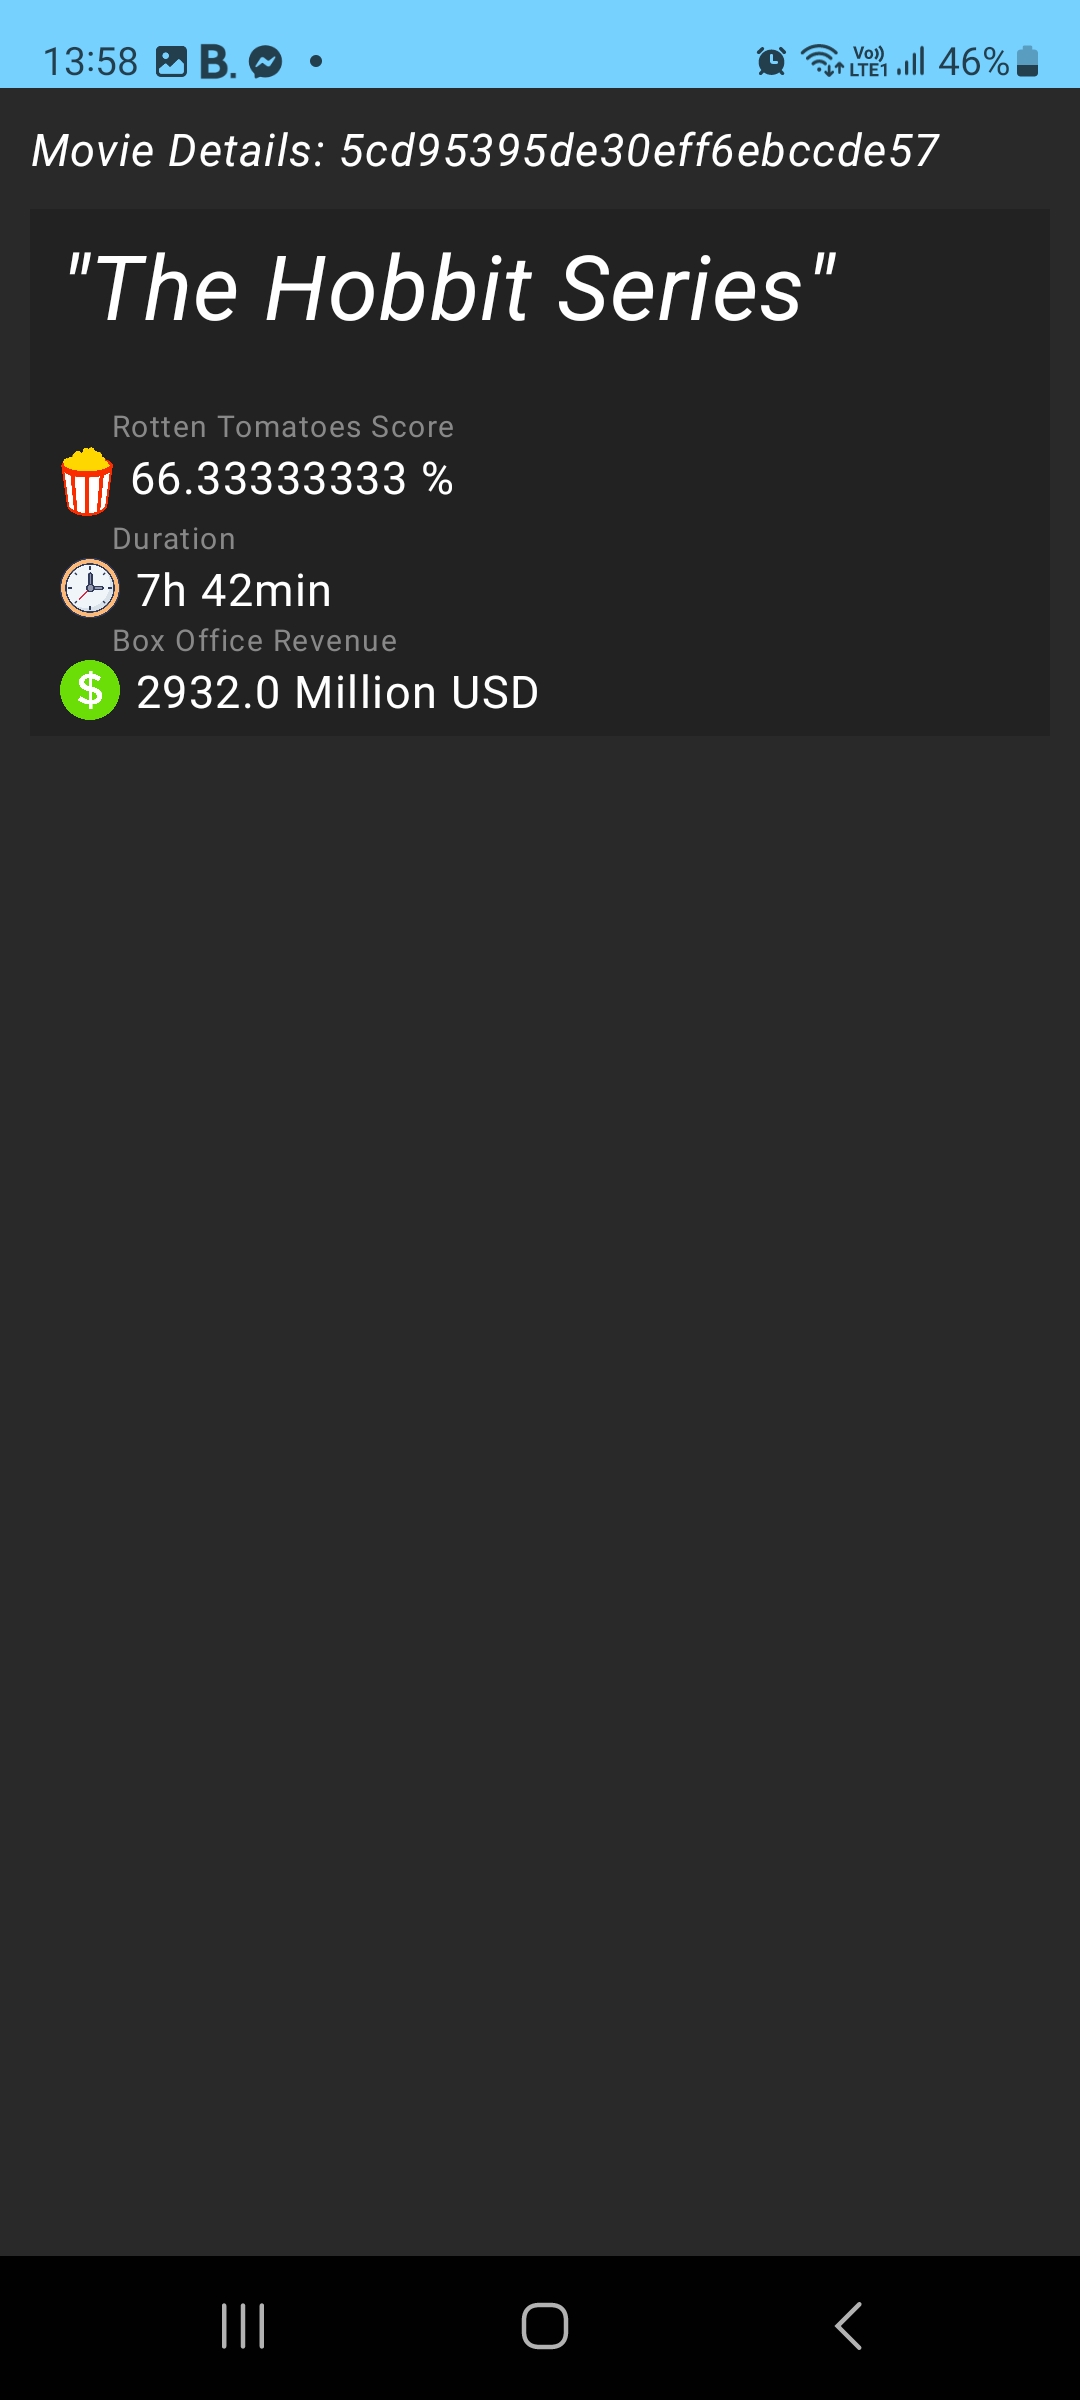 13:58 B. Vo)) LTE1 46%
Movie Details: 5cd95395de30eff6ebccde57
"The Hobbit Series"
Rotten Tomatoes Score
66.33333333 %
Duration
7h 42min
Box Office Revenue
$ 2932.0 Million USD